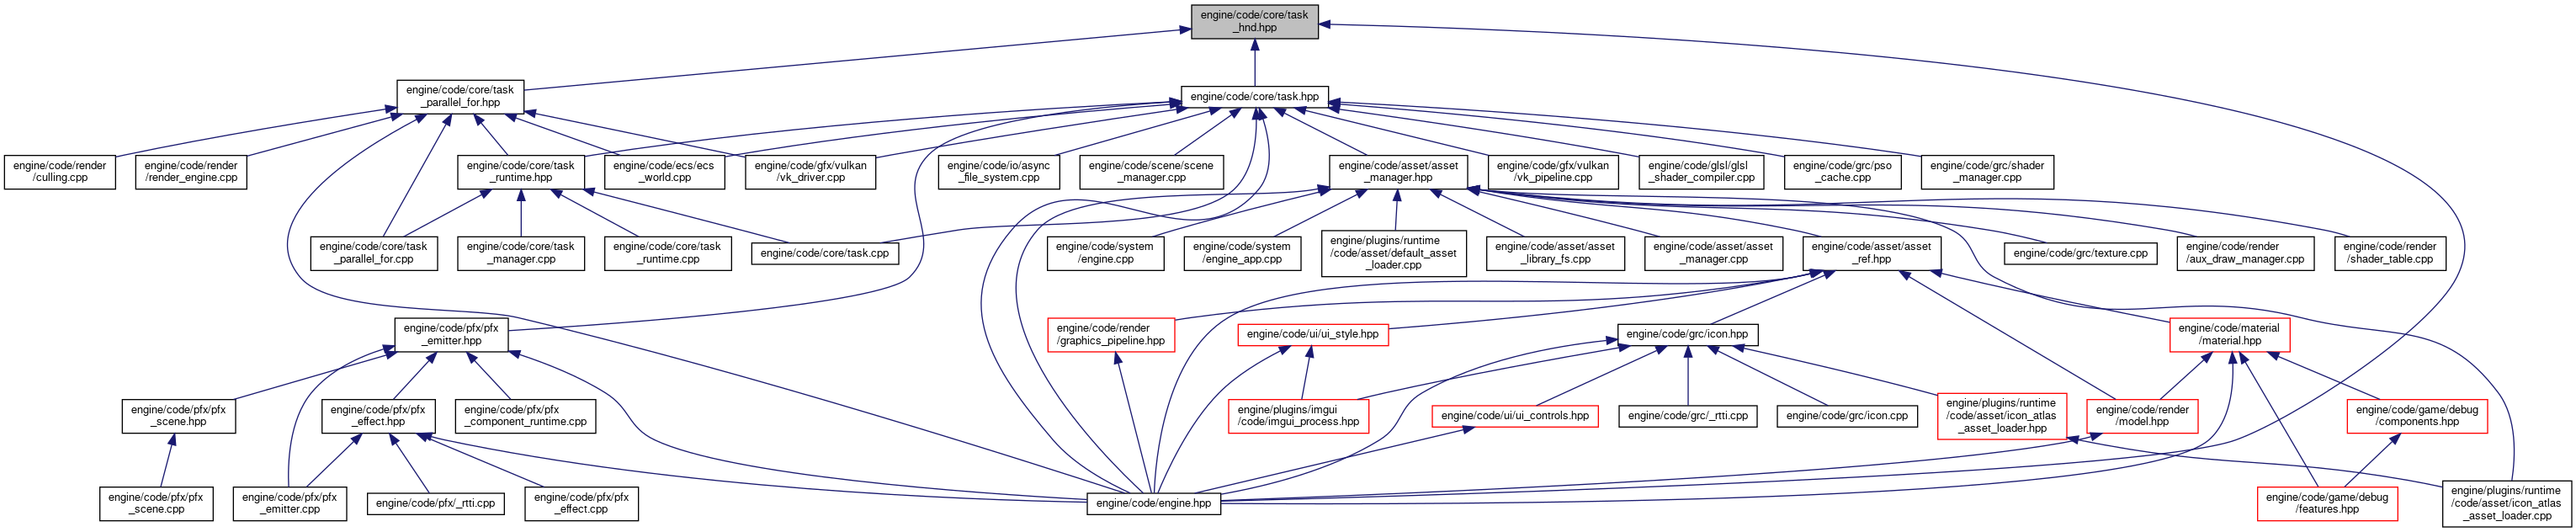 engine/code/core/task
_hnd.hpp
engine/code/core/task
_parallel_for.hpp
engine/code/core/task.hpp
engine/code/render
/culling.cpp
engine/code/render
/render_engine.cpp
engine/code/core/task
_runtime.hpp
engine/code/ecs/ecs
_world.cpp
engine/code/gfx/vulkan
/vk_driver.cpp
engine/code/io/async
_file_system.cpp
engine/code/scene/scene
_manager.cpp
engine/code/asset/asset
_manager.hpp
engine/code/gfx/vulkan
/vk_pipeline.cpp
engine/code/glsl/glsl
_shader_compiler.cpp
engine/code/grc/pso
_cache.cpp
engine/code/grc/shader
_manager.cpp
engine/code/core/task
_parallel_for.cpp
engine/code/core/task
_manager.cpp
engine/code/core/task
_runtime.cpp
engine/code/core/task.cpp
engine/code/system
/engine.cpp
engine/code/system
/engine_app.cpp
engine/plugins/runtime
/code/asset/default_asset
_loader.cpp
engine/code/asset/asset
_library_fs.cpp
engine/code/asset/asset
_manager.cpp
engine/code/asset/asset
_ref.hpp
engine/code/grc/texture.cpp
engine/code/render
/aux_draw_manager.cpp
engine/code/render
/shader_table.cpp
engine/code/pfx/pfx
_emitter.hpp
engine/code/render
/graphics_pipeline.hpp
engine/code/ui/ui_style.hpp
engine/code/grc/icon.hpp
engine/code/material
/material.hpp
engine/code/pfx/pfx
_scene.hpp
engine/code/pfx/pfx
_effect.hpp
engine/code/pfx/pfx
_component_runtime.cpp
engine/plugins/imgui
/code/imgui_process.hpp
engine/code/ui/ui_controls.hpp
engine/code/grc/_rtti.cpp
engine/code/grc/icon.cpp
engine/plugins/runtime
/code/asset/icon_atlas
_asset_loader.hpp
engine/code/render
/model.hpp
engine/code/game/debug
/components.hpp
engine/code/pfx/pfx
_scene.cpp
engine/code/pfx/pfx
_emitter.cpp
engine/code/pfx/_rtti.cpp
engine/code/pfx/pfx
_effect.cpp
engine/code/engine.hpp
engine/code/game/debug
/features.hpp
engine/plugins/runtime
/code/asset/icon_atlas
_asset_loader.cpp